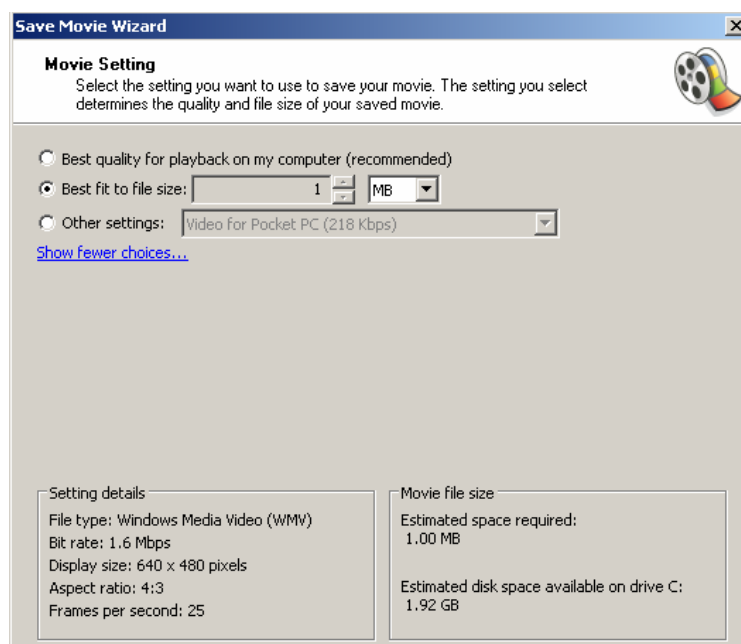 Save Movie Wizard
Movie Setting
Select the setting you want to use to save your movie. The setting you select
determines the quality and file size of your saved movie.
Best quality for playback on my computer (recommended)
Best fit to file size: 1 MB
Other settings: Video for Pocket PC (218 Kbps)
Show fewer choices...
Setting details
File type: Windows Media Video (WMV)
Bit rate: 1.6 Mbps
Display size: 640 x 480 pixels
Aspect ratio: 4:3
Frames per second: 25
Movie file size
Estimated space required:
1.00 MB
Estimated disk space available on drive C:
1.92 GB